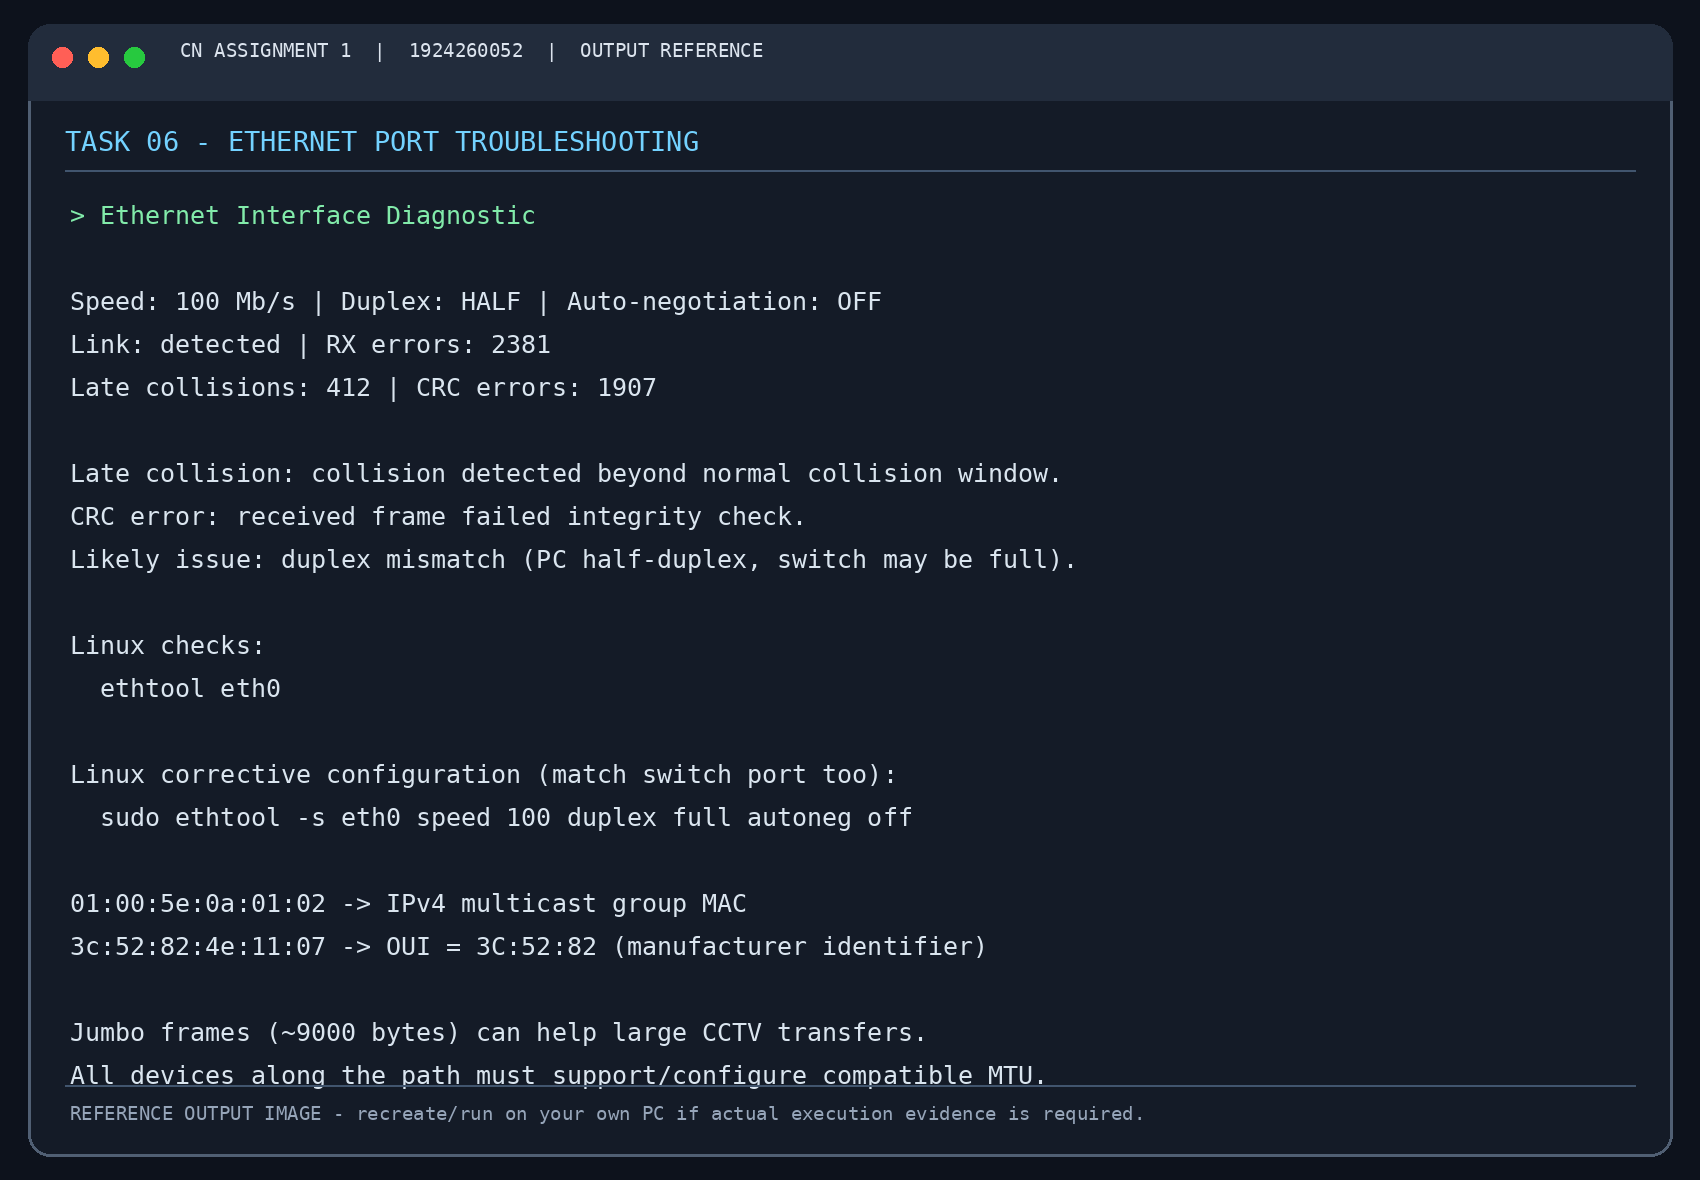 CN ASSIGNMENT 1  |  1924260052  |  OUTPUT REFERENCE
TASK 06 - ETHERNET PORT TROUBLESHOOTING
> Ethernet Interface Diagnostic
Speed: 100 Mb/s | Duplex: HALF | Auto-negotiation: OFF
Link: detected | RX errors: 2381
Late collisions: 412 | CRC errors: 1907
Late collision: collision detected beyond normal collision window.
CRC error: received frame failed integrity check.
Likely issue: duplex mismatch (PC half-duplex, switch may be full).
Linux checks:
  ethtool eth0
Linux corrective configuration (match switch port too):
  sudo ethtool -s eth0 speed 100 duplex full autoneg off
01:00:5e:0a:01:02 -> IPv4 multicast group MAC
3c:52:82:4e:11:07 -> OUI = 3C:52:82 (manufacturer identifier)
Jumbo frames (~9000 bytes) can help large CCTV transfers.
All devices along the path must support/configure compatible MTU.
REFERENCE OUTPUT IMAGE - recreate/run on your own PC if actual execution evidence is required.